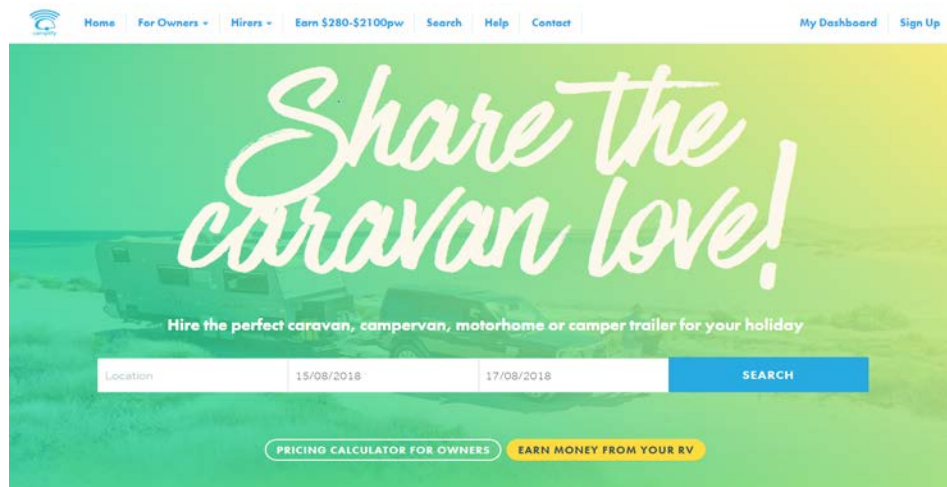 camplify
Home For Owners Hirers Earn $280-$2100pw Search Help Contact My Dashboard Sign Up
Share the
caravan love!
Hire the perfect caravan, campervan, motorhome or camper trailer for your holiday
Location 15/08/2018 17/08/2018 SEARCH
PRICING CALCULATOR FOR OWNERS EARN MONEY FROM YOUR RV